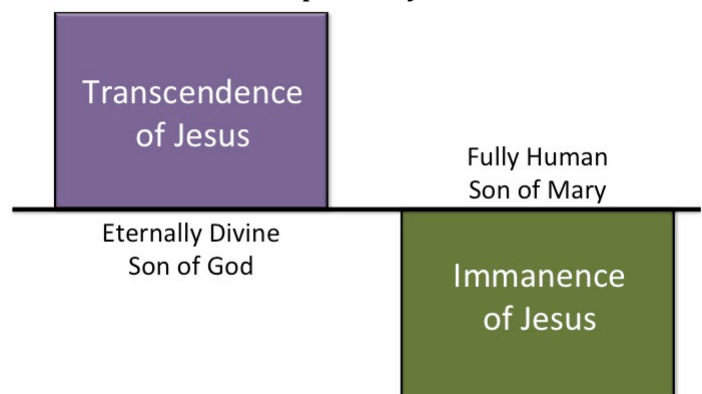 Transcendence
of Jesus
Fully Human
Son of Mary
Eternally Divine
Son of God
Immanence
of Jesus